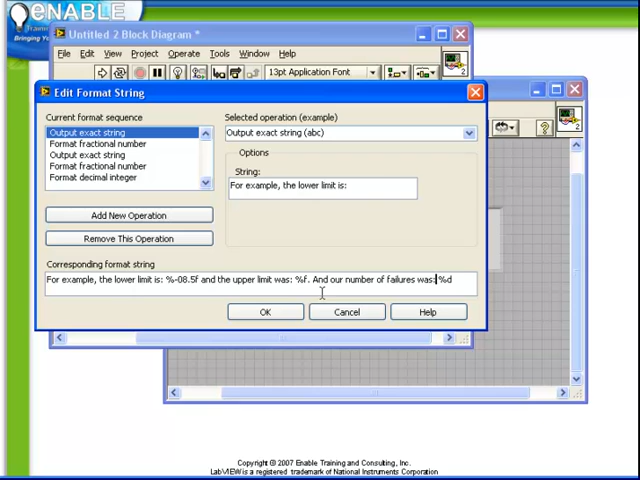 ENABLE
Bringing Yo
Untitled 2 Block Diagram *
File Edit View Project Operate Tools Window Help
13pt Application Font
2
Edit Format String
Current format sequence
Output exact string
Format fractional number
Output exact string
Format fractional number
Format decimal integer
Add New Operation
Remove This Operation
Selected operation (example)
Output exact string (abc)
Options
String:
For example, the lower limit is:
2
Corresponding format string
For example, the lower limit is: %-08.5f and the upper limit was: %f. And our number of failures was: %d
OK
Cancel
Help
Copyright © 2007 Enable Training and Consulting, Inc.
LabVIEW is a registered trademark of National Instruments Corporation